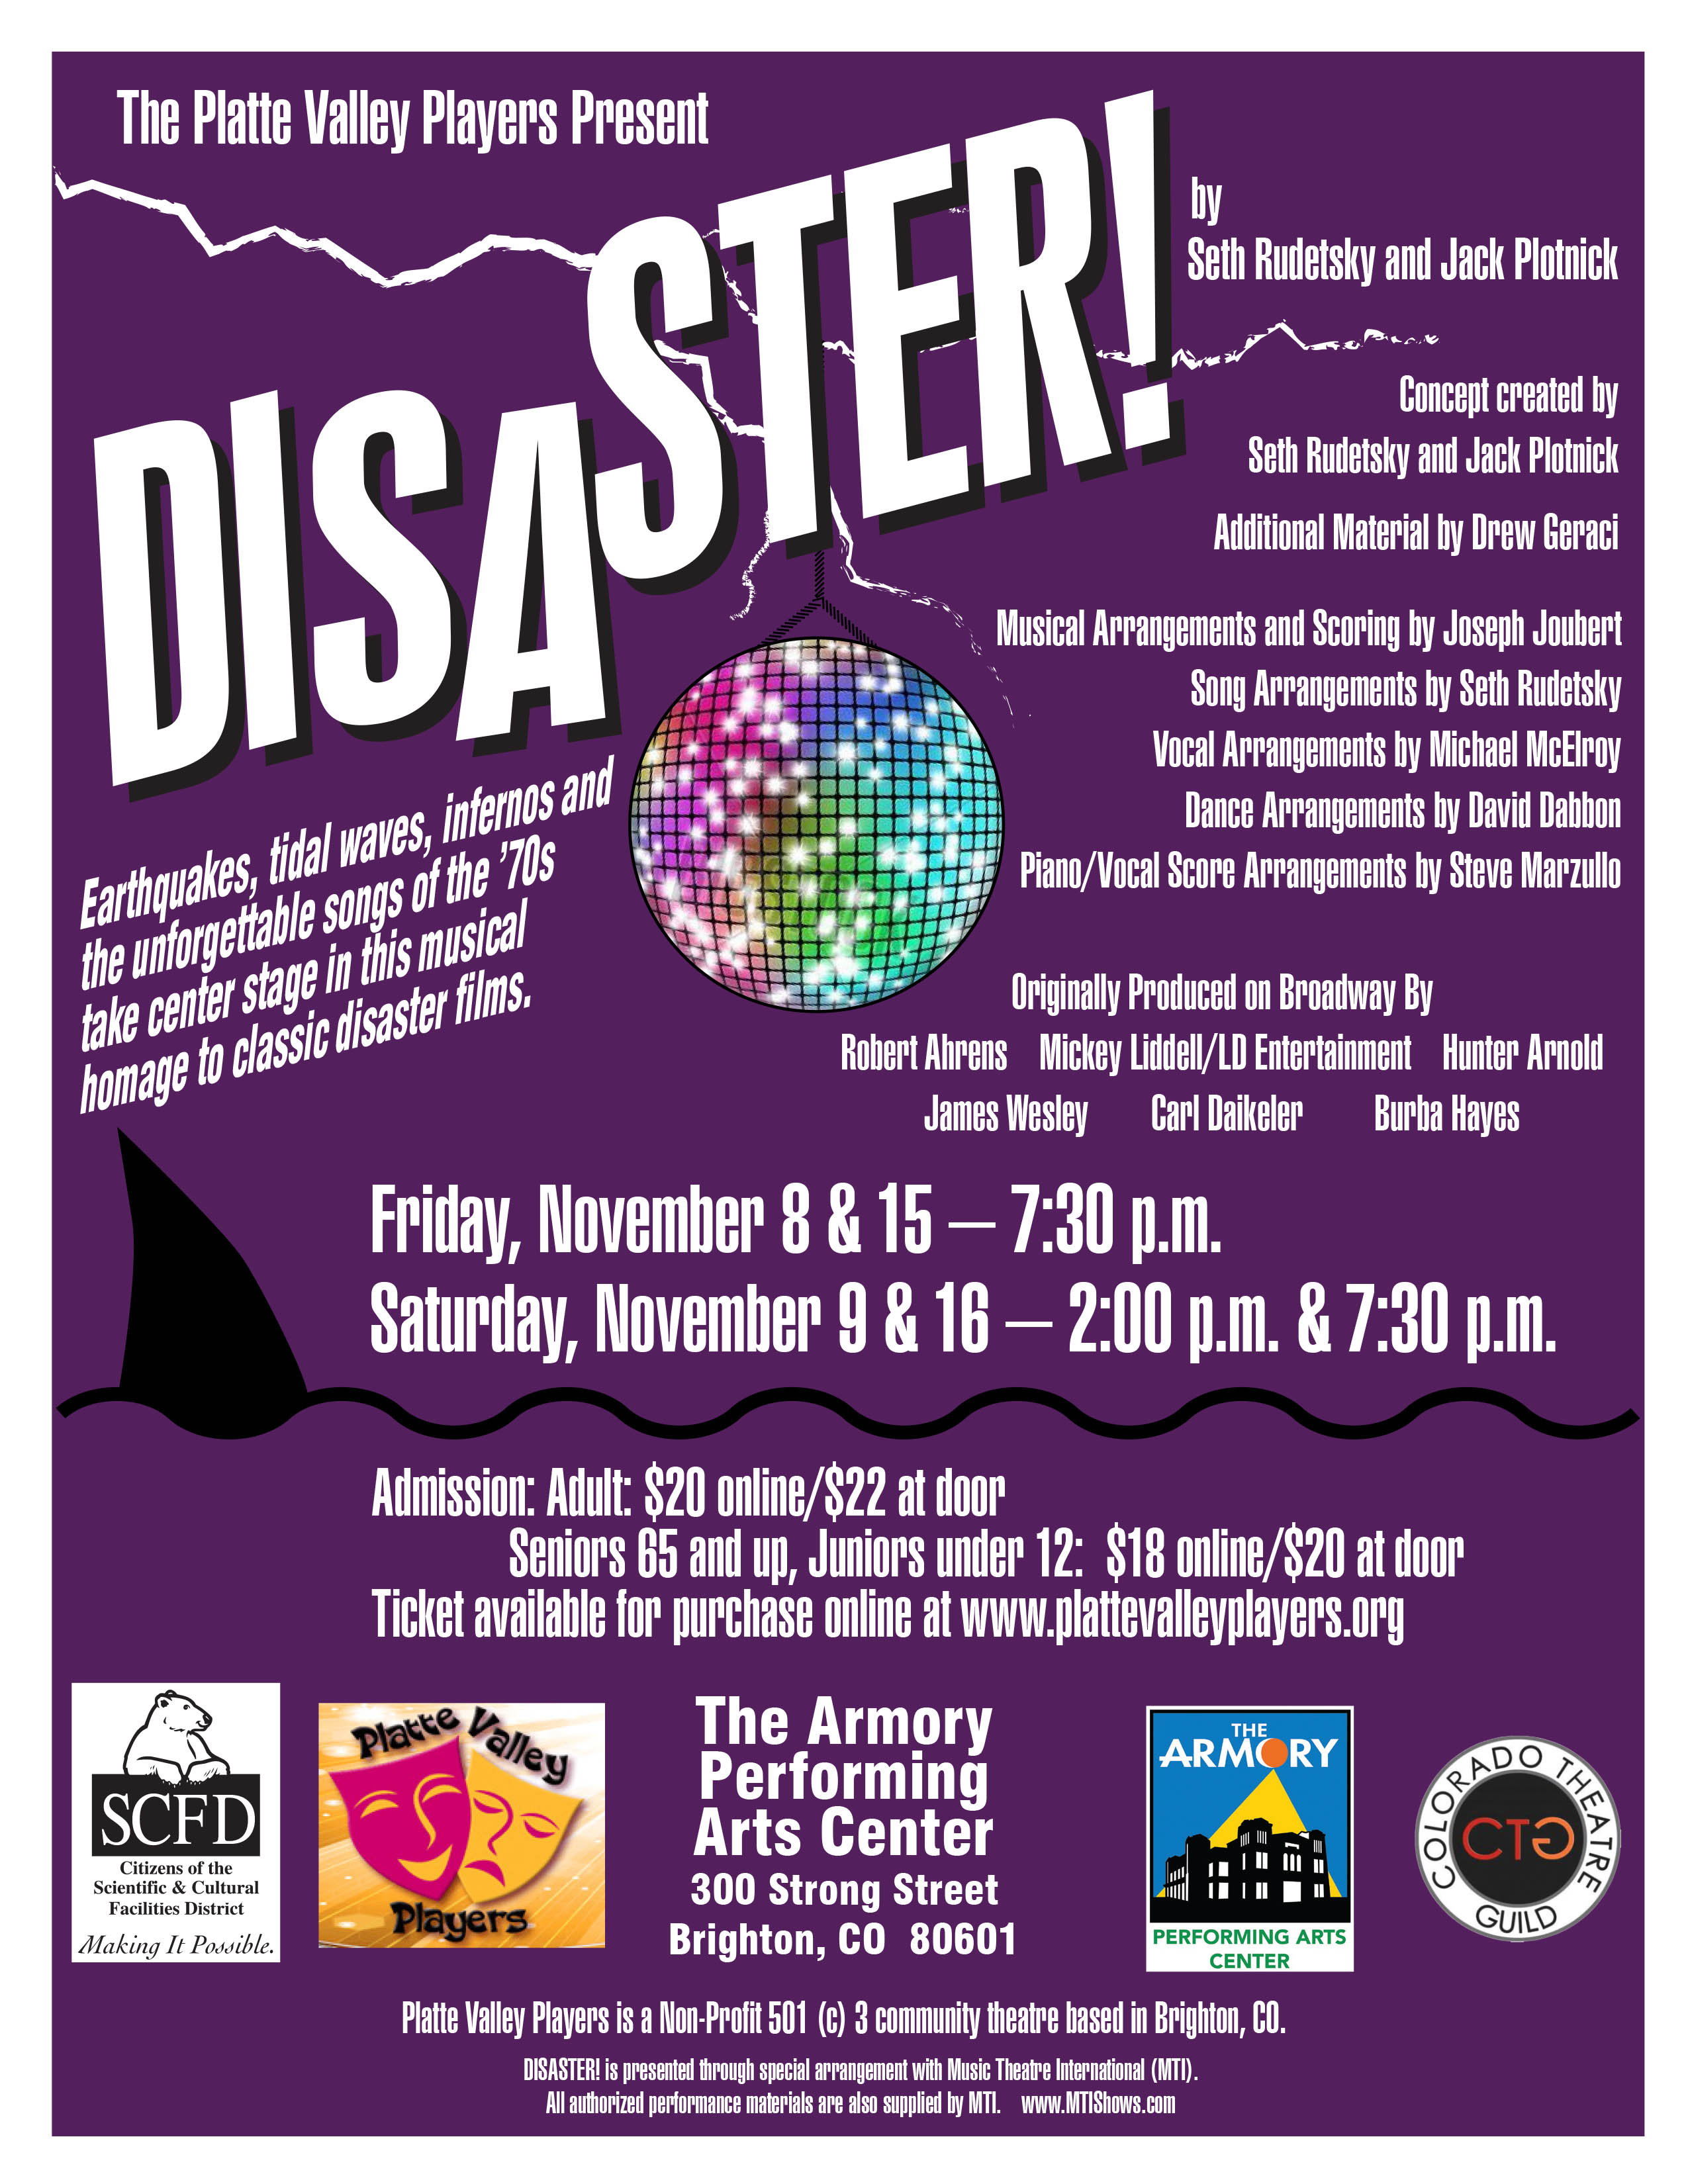 The Platte Valley Players Present
DISASTER!
by
Seth Rudetsky and Jack Plotnick
Concept created by
Seth Rudetsky and Jack Plotnick
Additional Material by Drew Geraci
Musical Arrangements and Scoring by Joseph Joubert
Song Arrangements by Seth Rudetsky
Vocal Arrangements by Michael McElroy
Dance Arrangements by David Dabbon
Piano/Vocal Score Arrangements by Steve Marzullo
Earthquakes, tidal waves, infernos and
the unforgettable songs of the ’70s
take center stage in this musical
homage to classic disaster films.
Originally Produced on Broadway By
Robert Ahrens Mickey Liddell/LD Entertainment Hunter Arnold
James Wesley Carl Daikeler Burba Hayes
Friday, November 8 & 15 – 7:30 p.m.
Saturday, November 9 & 16 – 2:00 p.m. & 7:30 p.m.
Admission: Adult: $20 online/$22 at door
Seniors 65 and up, Juniors under 12: $18 online/$20 at door
Ticket available for purchase online at www.plattevalleyplayers.org
SCFD
Citizens of the
Scientific & Cultural
Facilities District
Making It Possible.
Platte Valley
Players
The Armory
Performing
Arts Center
300 Strong Street
Brighton, CO 80601
THE
ARMORY
PERFORMING ARTS
CENTER
COLORADO THEATRE
CTG
GUILD
Platte Valley Players is a Non-Profit 501 (c) 3 community theatre based in Brighton, CO.
DISASTER! is presented through special arrangement with Music Theatre International (MTI).
All authorized performance materials are also supplied by MTI. www.MTIShows.com